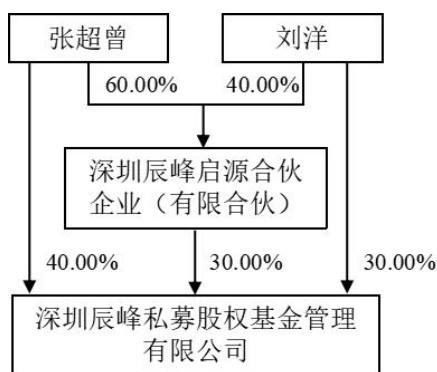 张超曾
刘洋
60.00%
40.00%
深圳辰峰启源合伙
企业（有限合伙）
40.00%
30.00%
30.00%
深圳辰峰私募股权基金管理
有限公司